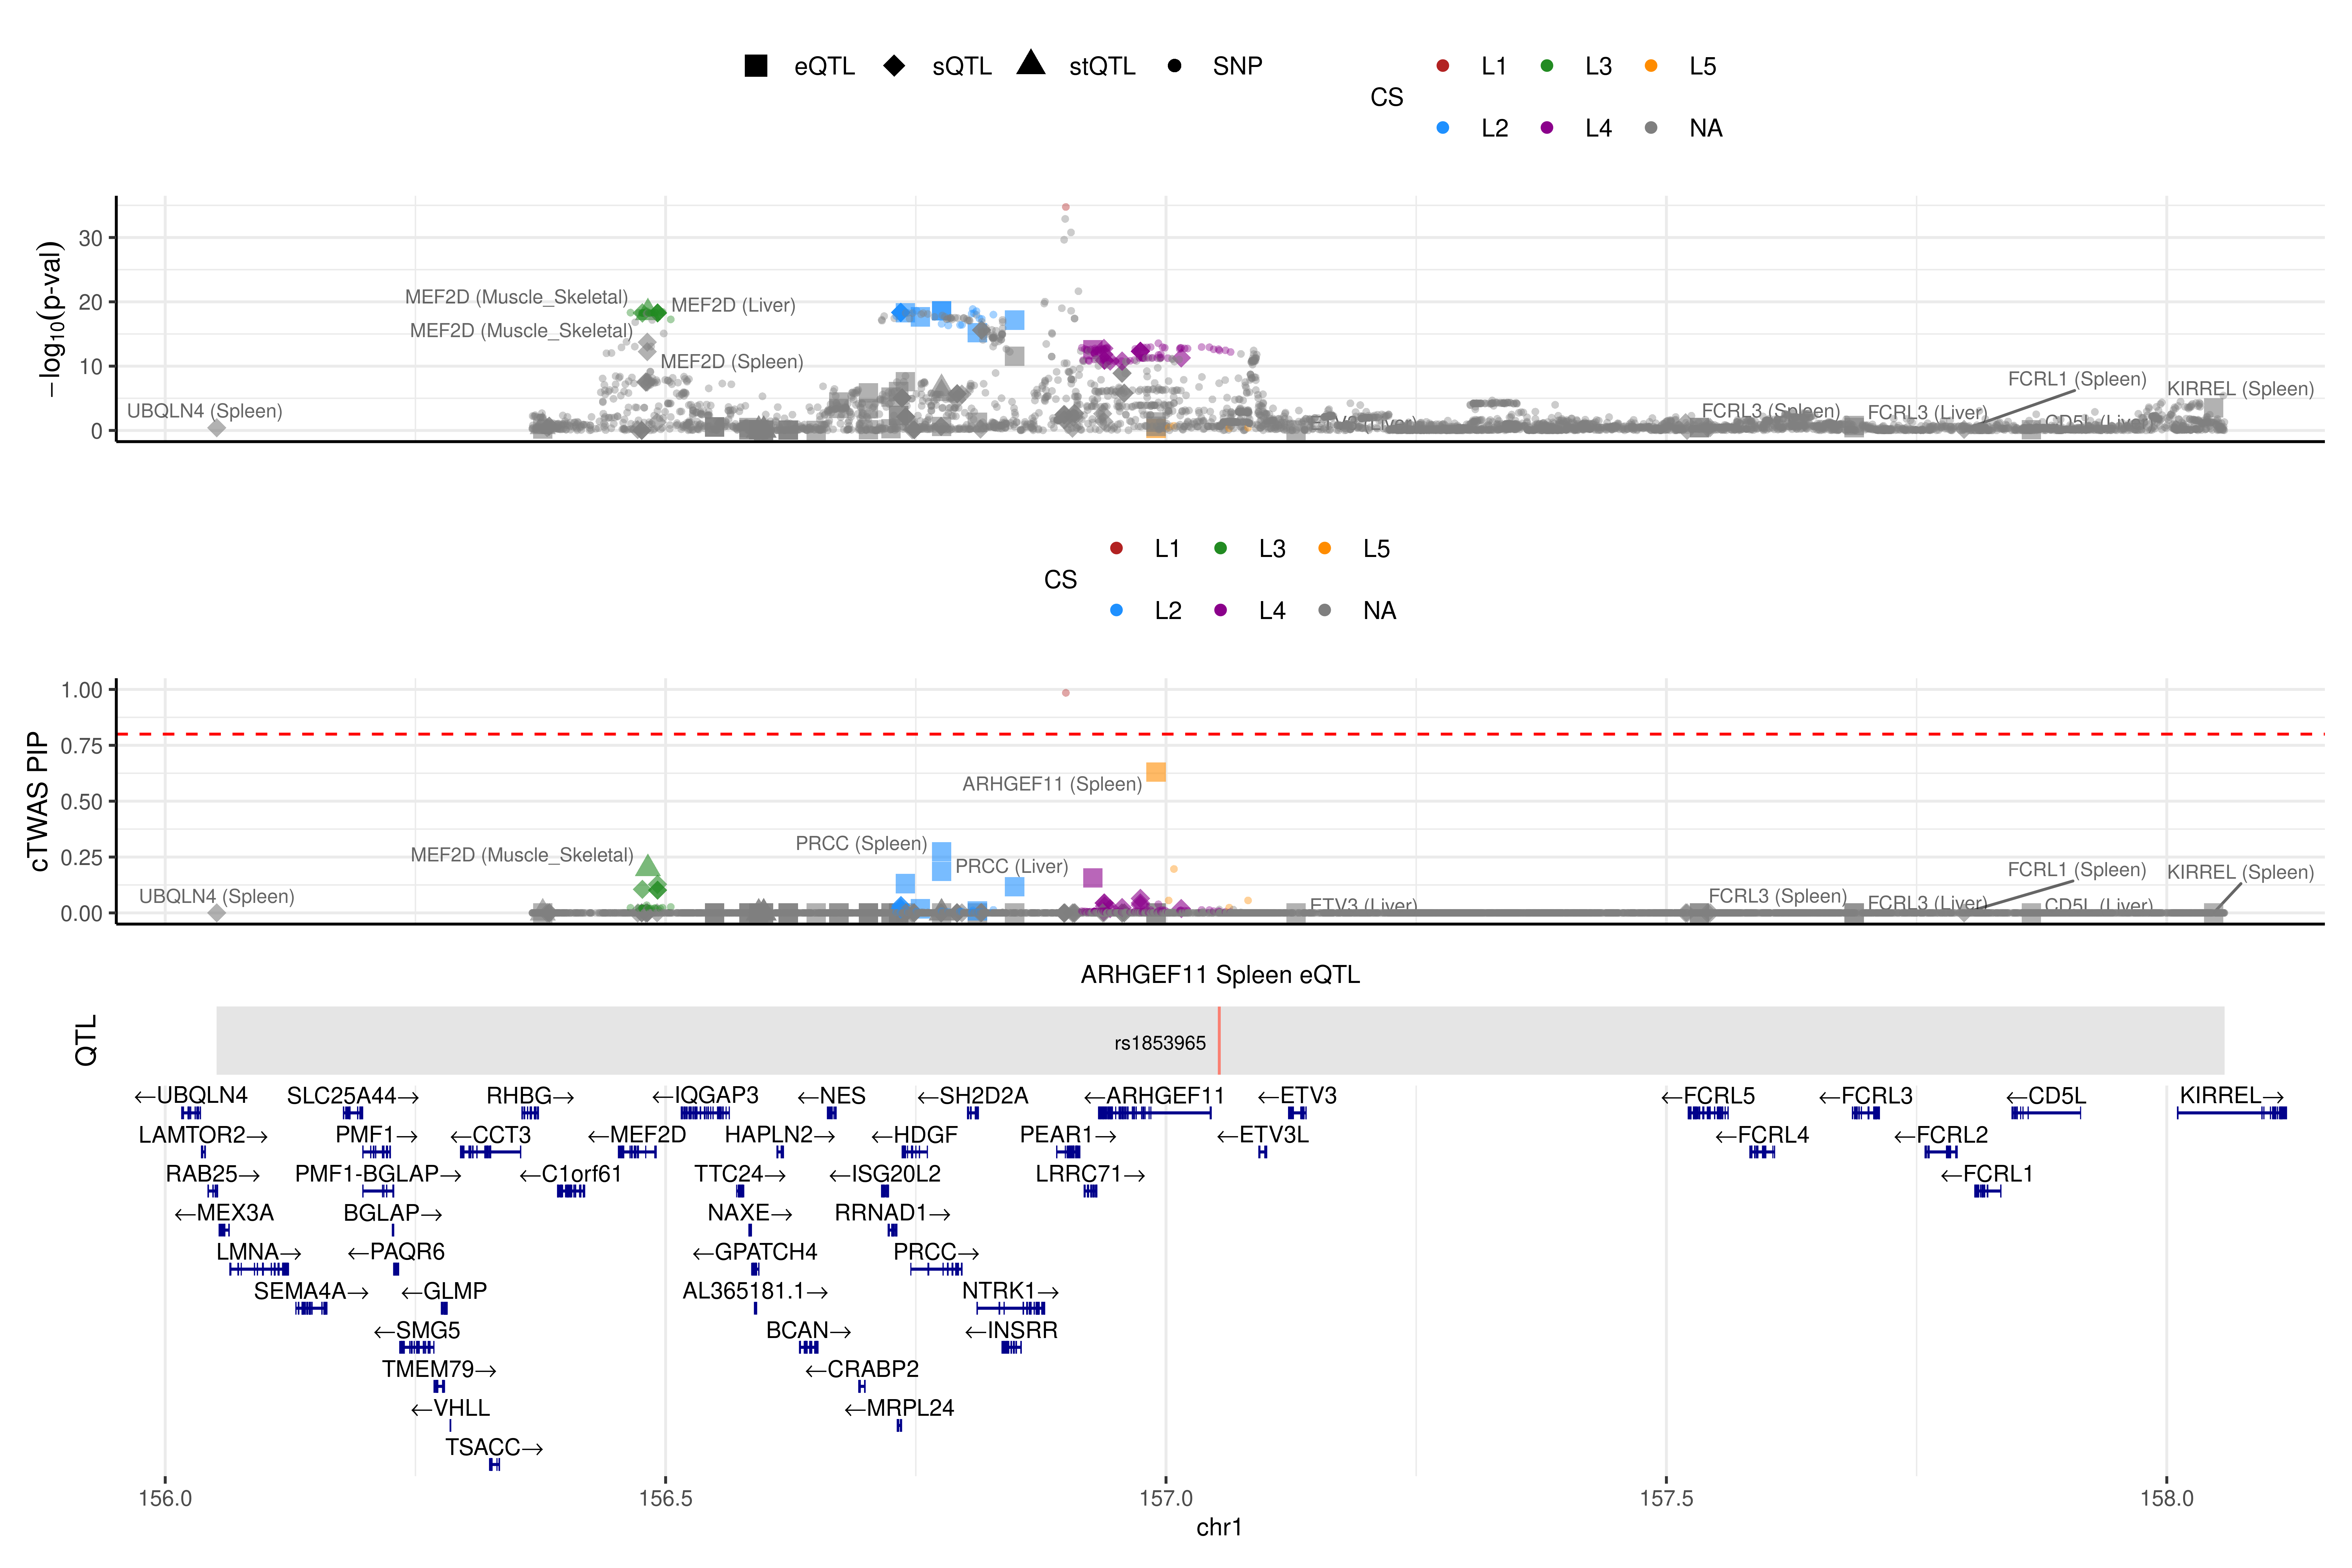 eQTL sQTL stQTL SNP
CS
L1 L3 L5
L2 L4 NA
−log10(p-val)
30
20
10
0
MEF2D (Muscle_Skeletal)
MEF2D (Liver)
MEF2D (Muscle_Skeletal)
MEF2D (Spleen)
UBQLN4 (Spleen)
ETV3 (Liver)
FCRL3 (Spleen)
FCRL3 (Liver)
FCRL1 (Spleen)
CD5L (Liver)
KIRREL (Spleen)
CS
L1 L3 L5
L2 L4 NA
cTWAS PIP
1.00
0.75
0.50
0.25
0.00
ARHGEF11 (Spleen)
PRCC (Spleen)
MEF2D (Muscle_Skeletal)
PRCC (Liver)
UBQLN4 (Spleen)
ETV3 (Liver)
FCRL3 (Spleen)
FCRL3 (Liver)
FCRL1 (Spleen)
CD5L (Liver)
KIRREL (Spleen)
ARHGEF11 Spleen eQTL
QTL
rs1853965
←UBQLN4 SLC25A44→ RHBG→ ←IQGAP3 ←NES ←SH2D2A ←ARHGEF11 ←ETV3 ←FCRL5 ←FCRL3 ←CD5L KIRREL→
LAMTOR2→ PMF1→ ←CCT3 ←MEF2D HAPLN2→ ←HDGF PEAR1→ ←ETV3L ←FCRL4 ←FCRL2
RAB25→ PMF1-BGLAP→ ←C1orf61 TTC24→ ←ISG20L2 LRRC71→ ←FCRL1
←MEX3A BGLAP→ NAXE→ RRNAD1→
LMNA→ ←PAQR6 ←GPATCH4 PRCC→
SEMA4A→ ←GLMP AL365181.1→ NTRK1→
←SMG5 BCAN→ ←INSRR
TMEM79→ ←CRABP2
←VHLL ←MRPL24
TSACC→
156.0 156.5 157.0 157.5 158.0
chr1